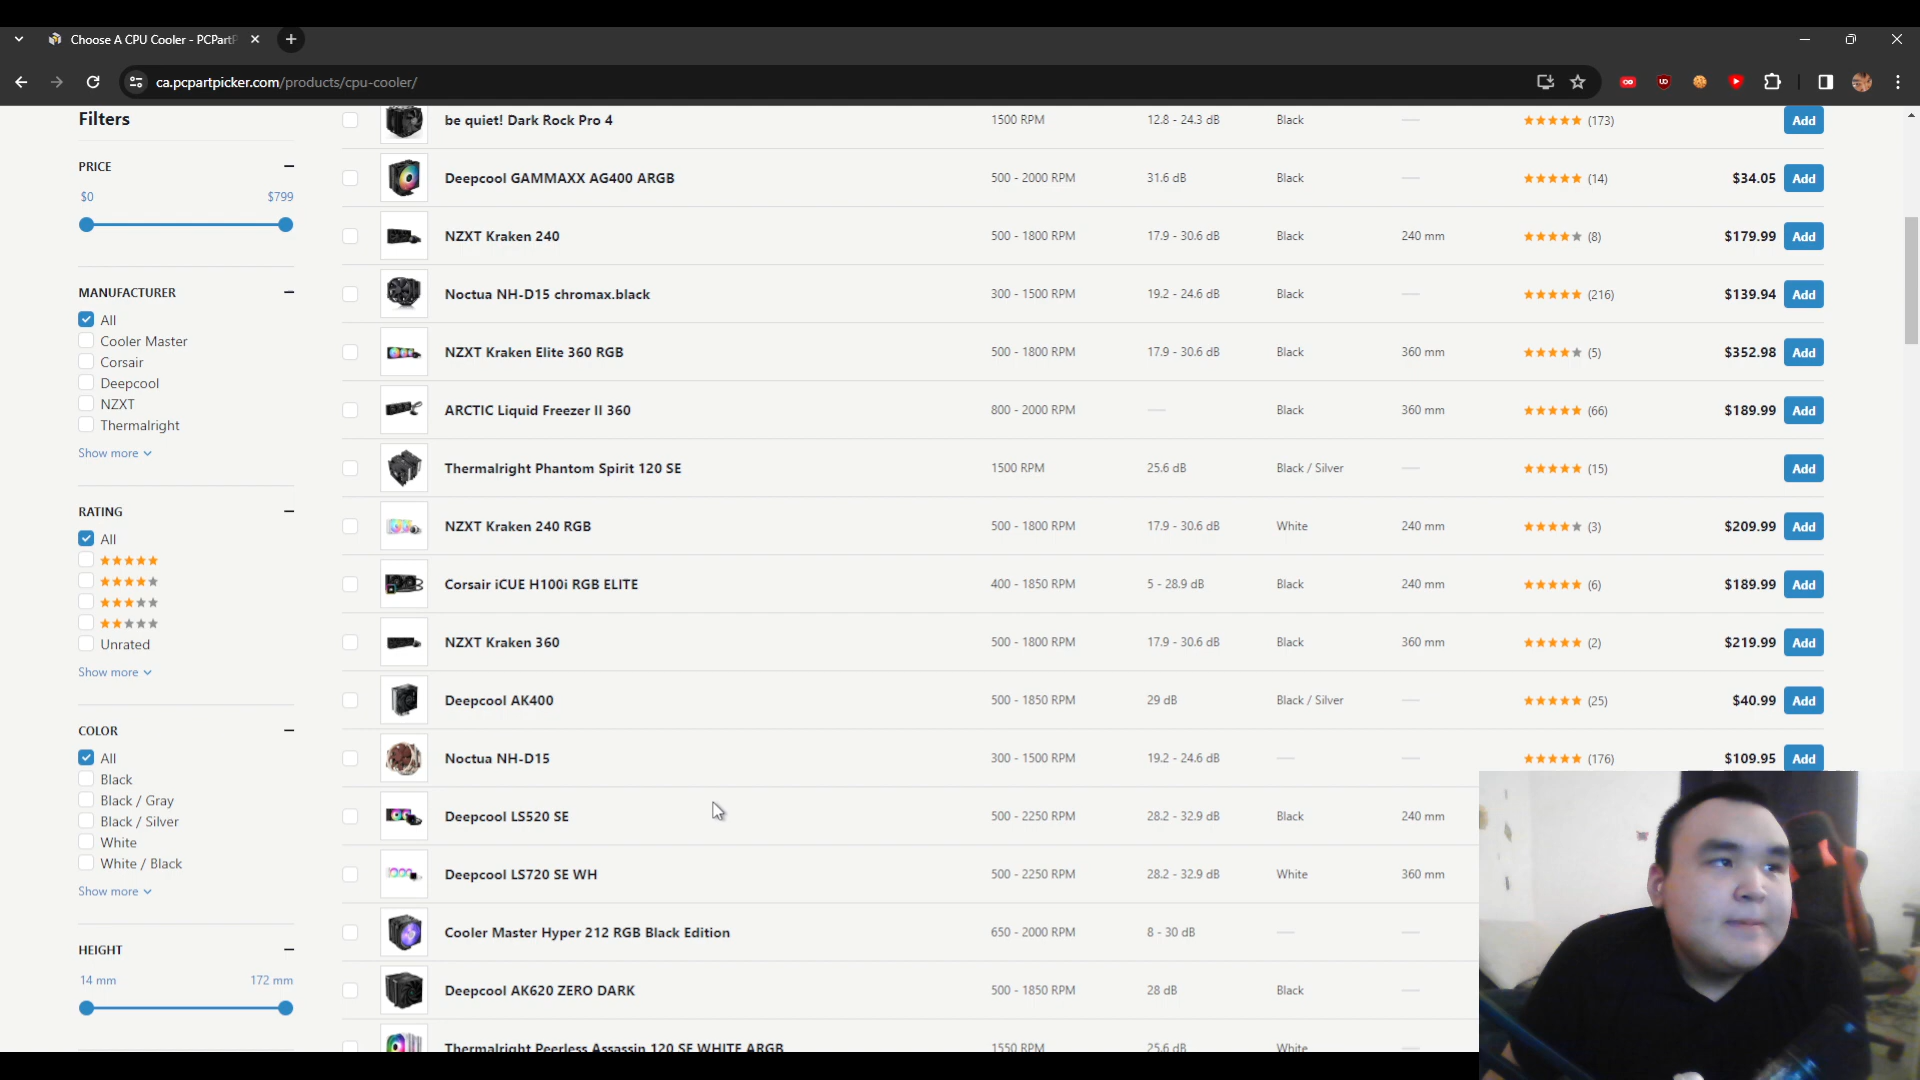 Choose A CPU Cooler - PCPartP
ca.pcpartpicker.com/products/cpu-cooler/
Filters
PRICE
$0 $799
MANUFACTURER
All
Cooler Master
Corsair
Deepcool
NZXT
Thermalright
Show more
RATING
All
Unrated
Show more
COLOR
All
Black
Black / Gray
Black / Silver
White
White / Black
Show more
HEIGHT
14 mm 172 mm
be quiet! Dark Rock Pro 4 1500 RPM 12.8 - 24.3 dB Black (173) Add
Deepcool GAMMAXX AG400 ARGB 500 - 2000 RPM 31.6 dB Black (14) $34.05 Add
NZXT Kraken 240 500 - 1800 RPM 17.9 - 30.6 dB Black 240 mm (8) $179.99 Add
Noctua NH-D15 chromax.black 300 - 1500 RPM 19.2 - 24.6 dB Black (216) $139.94 Add
NZXT Kraken Elite 360 RGB 500 - 1800 RPM 17.9 - 30.6 dB Black 360 mm (5) $352.98 Add
ARCTIC Liquid Freezer II 360 800 - 2000 RPM Black 360 mm (66) $189.99 Add
Thermalright Phantom Spirit 120 SE 1500 RPM 25.6 dB Black / Silver (15) Add
NZXT Kraken 240 RGB 500 - 1800 RPM 17.9 - 30.6 dB White 240 mm (3) $209.99 Add
Corsair iCUE H100i RGB ELITE 400 - 1850 RPM 5 - 28.9 dB Black 240 mm (6) $189.99 Add
NZXT Kraken 360 500 - 1800 RPM 17.9 - 30.6 dB Black 360 mm (2) $219.99 Add
Deepcool AK400 500 - 1850 RPM 29 dB Black / Silver (25) $40.99 Add
Noctua NH-D15 300 - 1500 RPM 19.2 - 24.6 dB (176) $109.95 Add
Deepcool LS520 SE 500 - 2250 RPM 28.2 - 32.9 dB Black 240 mm
Deepcool LS720 SE WH 500 - 2250 RPM 28.2 - 32.9 dB White 360 mm
Cooler Master Hyper 212 RGB Black Edition 650 - 2000 RPM 8 - 30 dB
Deepcool AK620 ZERO DARK 500 - 1850 RPM 28 dB Black
Thermalright Peerless Assassin 120 SE WHITE ARGB 1550 RPM 25.6 dB White